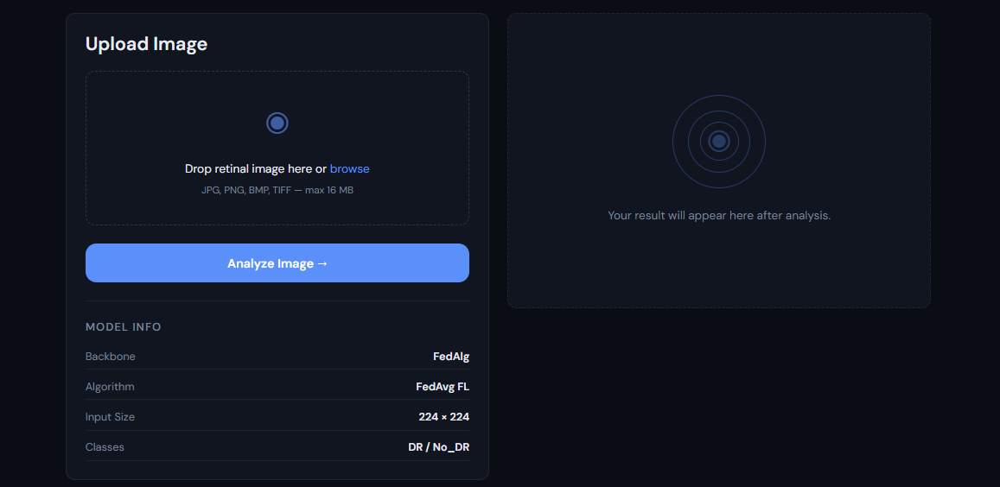 Upload Image
Drop retinal image here or browse
JPG, PNG, BMP, TIFF — max 16 MB
Analyze Image →
MODEL INFO
Backbone FedAlg
Algorithm FedAvg FL
Input Size 224 × 224
Classes DR / No_DR
Your result will appear here after analysis.